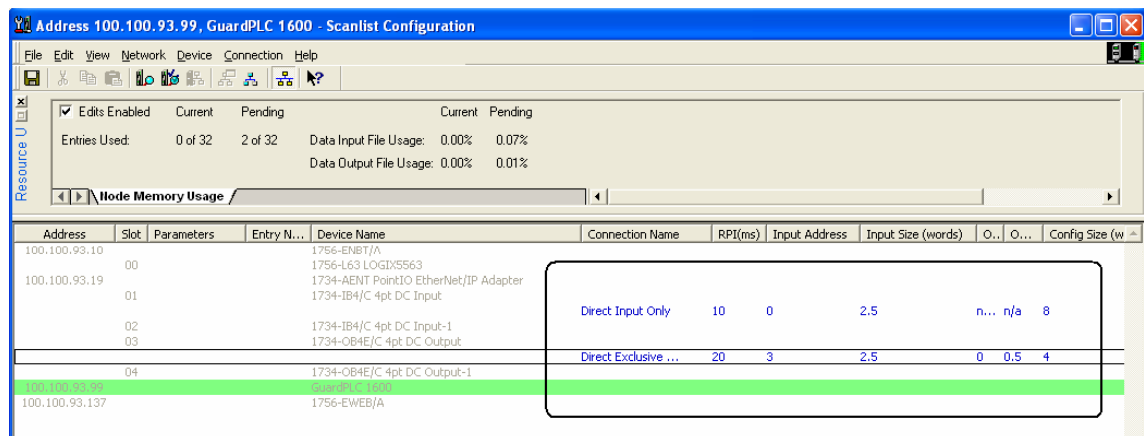 Address 100.100.93.99, GuardPLC 1600 - Scanlist Configuration
File Edit View Network Device Connection Help
Resource U
Edits Enabled Current Pending Current Pending
Entries Used: 0 of 32 2 of 32 Data Input File Usage: 0.00% 0.07%
Data Output File Usage: 0.00% 0.01%
Node Memory Usage
Address Slot Parameters Entry N... Device Name Connection Name RPI(ms) Input Address Input Size (words) O.. O... Config Size (w
100.100.93.10 1756-ENBT/A
00 1756-L63 LOGIX5563
100.100.93.19 1734-AENT PointIO EtherNet/IP Adapter
01 1734-IB4/C 4pt DC Input
Direct Input Only 10 0 2.5 n... n/a 8
02 1734-IB4/C 4pt DC Input-1
03 1734-OB4E/C 4pt DC Output
Direct Exclusive ... 20 3 2.5 0 0.5 4
04 1734-OB4E/C 4pt DC Output-1
100.100.93.99 GuardPLC 1600
100.100.93.137 1756-EWEB/A